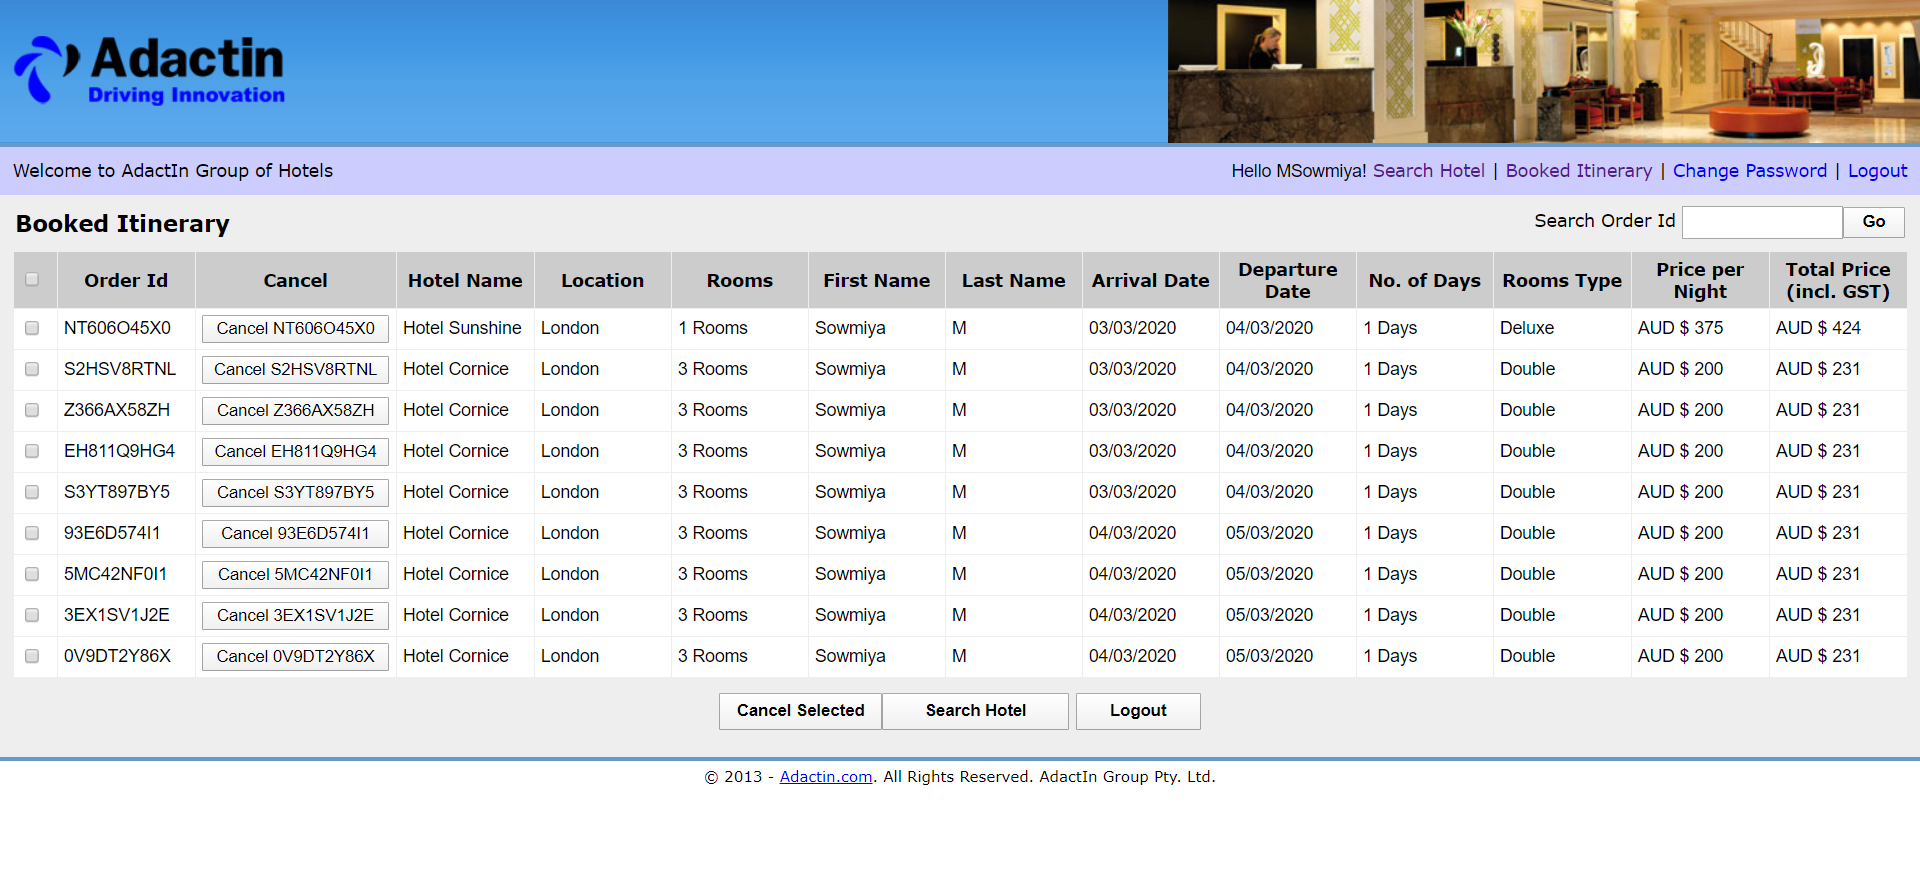 Adactin
Driving Innovation
Welcome to AdactIn Group of Hotels
Hello MSowmiya! Search Hotel | Booked Itinerary | Change Password | Logout
Booked Itinerary
Search Order Id Go
Order Id Cancel Hotel Name Location Rooms First Name Last Name Arrival Date Departure Date No. of Days Rooms Type Price per Night Total Price (incl. GST)
NT606O45X0 Cancel NT606O45X0 Hotel Sunshine London 1 Rooms Sowmiya M 03/03/2020 04/03/2020 1 Days Deluxe AUD $ 375 AUD $ 424
S2HSV8RTNL Cancel S2HSV8RTNL Hotel Cornice London 3 Rooms Sowmiya M 03/03/2020 04/03/2020 1 Days Double AUD $ 200 AUD $ 231
Z366AX58ZH Cancel Z366AX58ZH Hotel Cornice London 3 Rooms Sowmiya M 03/03/2020 04/03/2020 1 Days Double AUD $ 200 AUD $ 231
EH811Q9HG4 Cancel EH811Q9HG4 Hotel Cornice London 3 Rooms Sowmiya M 03/03/2020 04/03/2020 1 Days Double AUD $ 200 AUD $ 231
S3YT897BY5 Cancel S3YT897BY5 Hotel Cornice London 3 Rooms Sowmiya M 03/03/2020 04/03/2020 1 Days Double AUD $ 200 AUD $ 231
93E6D574I1 Cancel 93E6D574I1 Hotel Cornice London 3 Rooms Sowmiya M 04/03/2020 05/03/2020 1 Days Double AUD $ 200 AUD $ 231
5MC42NF0I1 Cancel 5MC42NF0I1 Hotel Cornice London 3 Rooms Sowmiya M 04/03/2020 05/03/2020 1 Days Double AUD $ 200 AUD $ 231
3EX1SV1J2E Cancel 3EX1SV1J2E Hotel Cornice London 3 Rooms Sowmiya M 04/03/2020 05/03/2020 1 Days Double AUD $ 200 AUD $ 231
0V9DT2Y86X Cancel 0V9DT2Y86X Hotel Cornice London 3 Rooms Sowmiya M 04/03/2020 05/03/2020 1 Days Double AUD $ 200 AUD $ 231
Cancel Selected Search Hotel Logout
© 2013 - Adactin.com. All Rights Reserved. AdactIn Group Pty. Ltd.